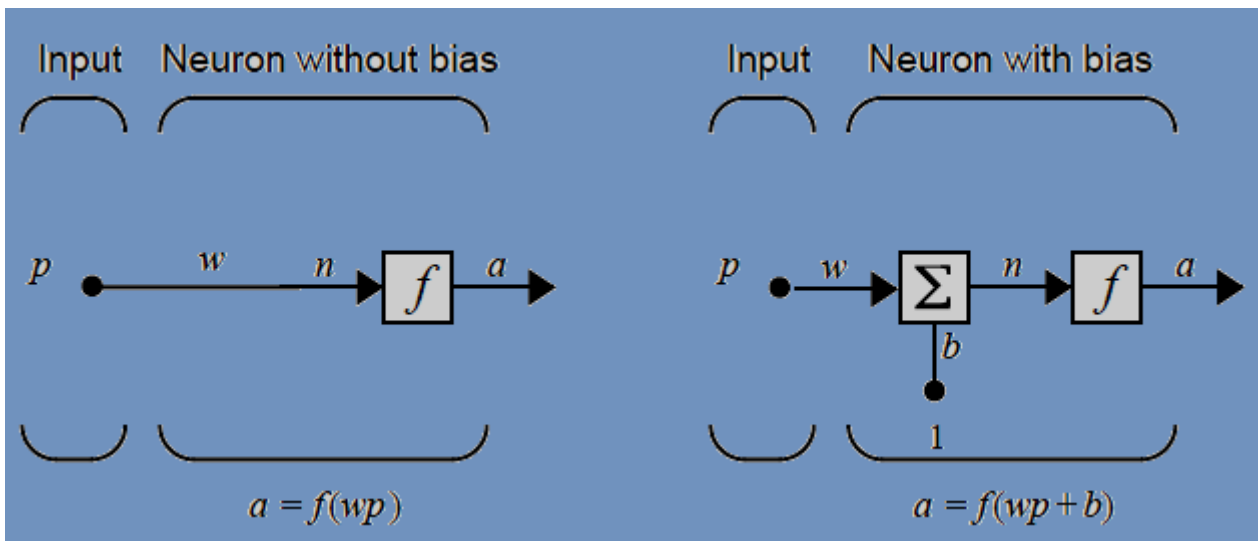 Input Neuron without bias
Input Neuron with bias
p w n f a
p w Σ n f a
b
1
a = f(wp)
a = f(wp + b)